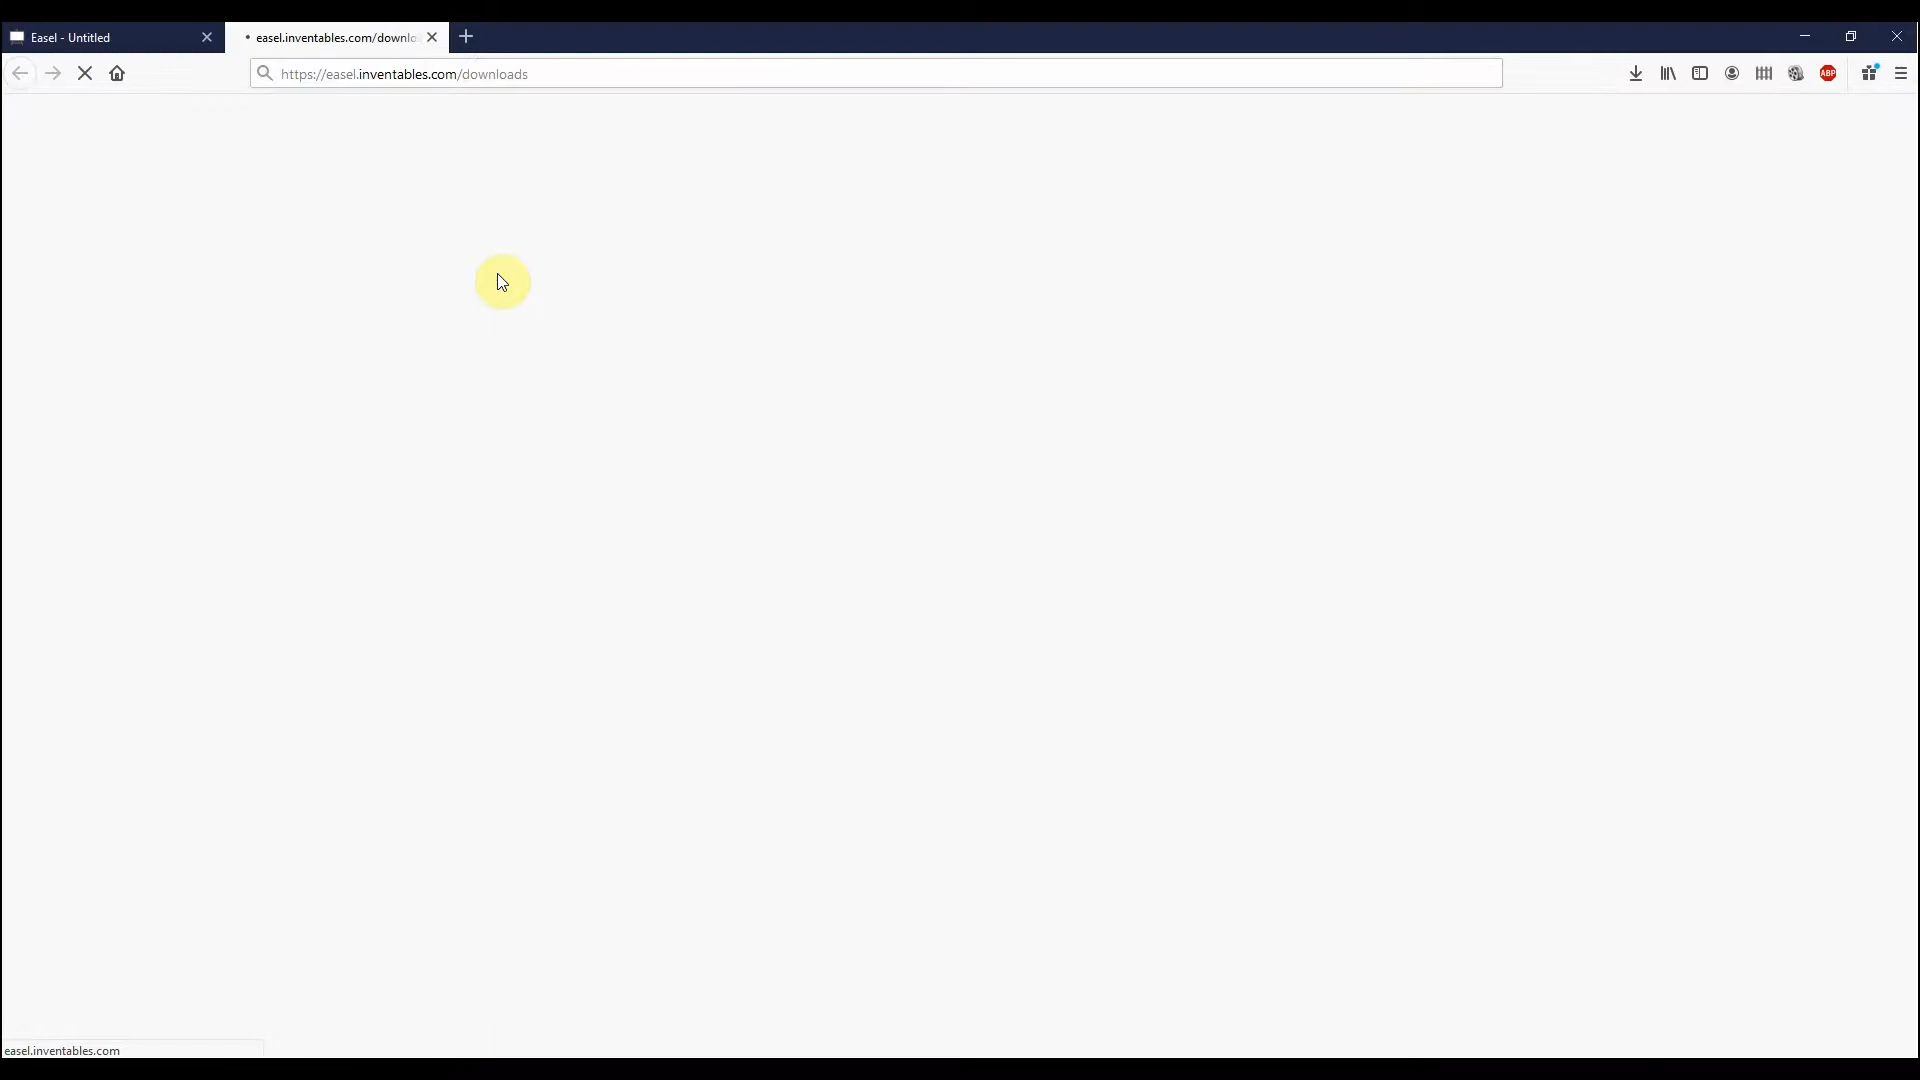 Easel - Untitled
easel.inventables.com/downlo
https://easel.inventables.com/downloads
ABP
easel.inventables.com